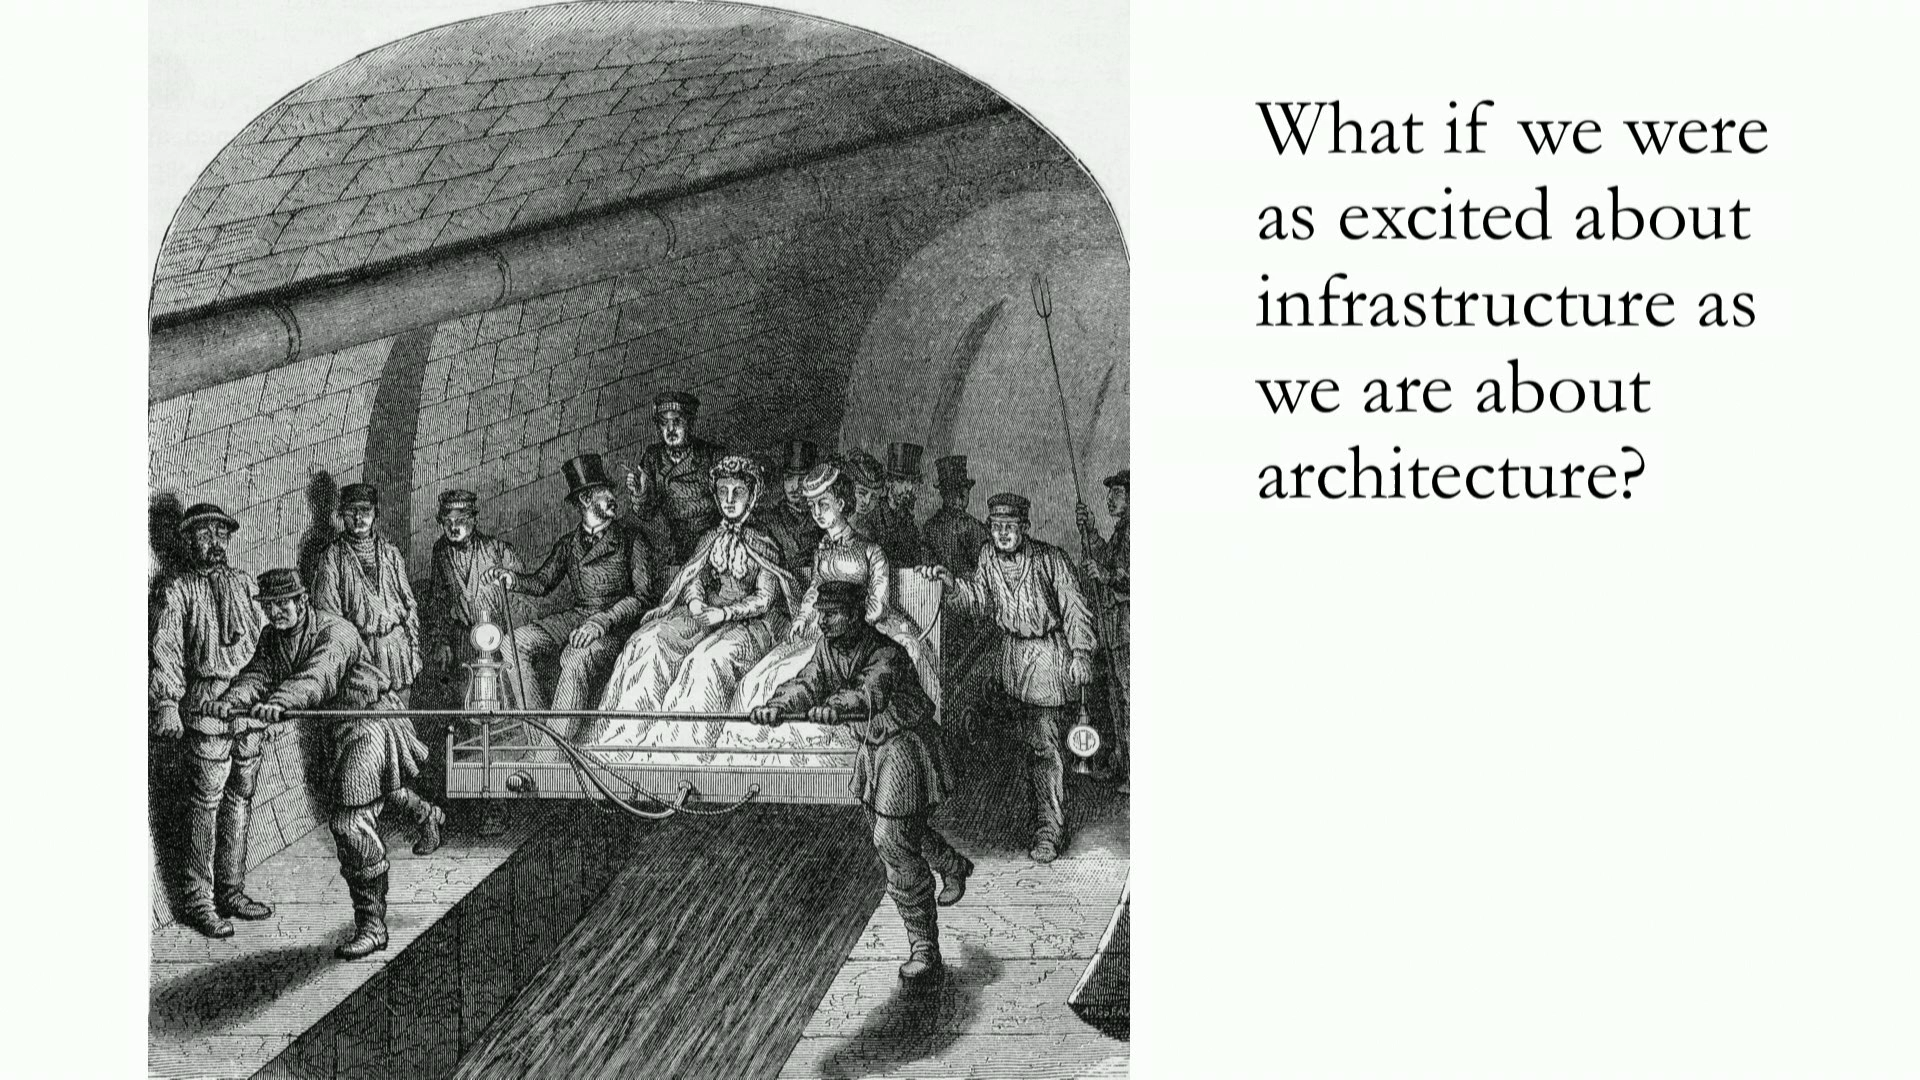 What if we were
as excited about
infrastructure as
we are about
architecture?